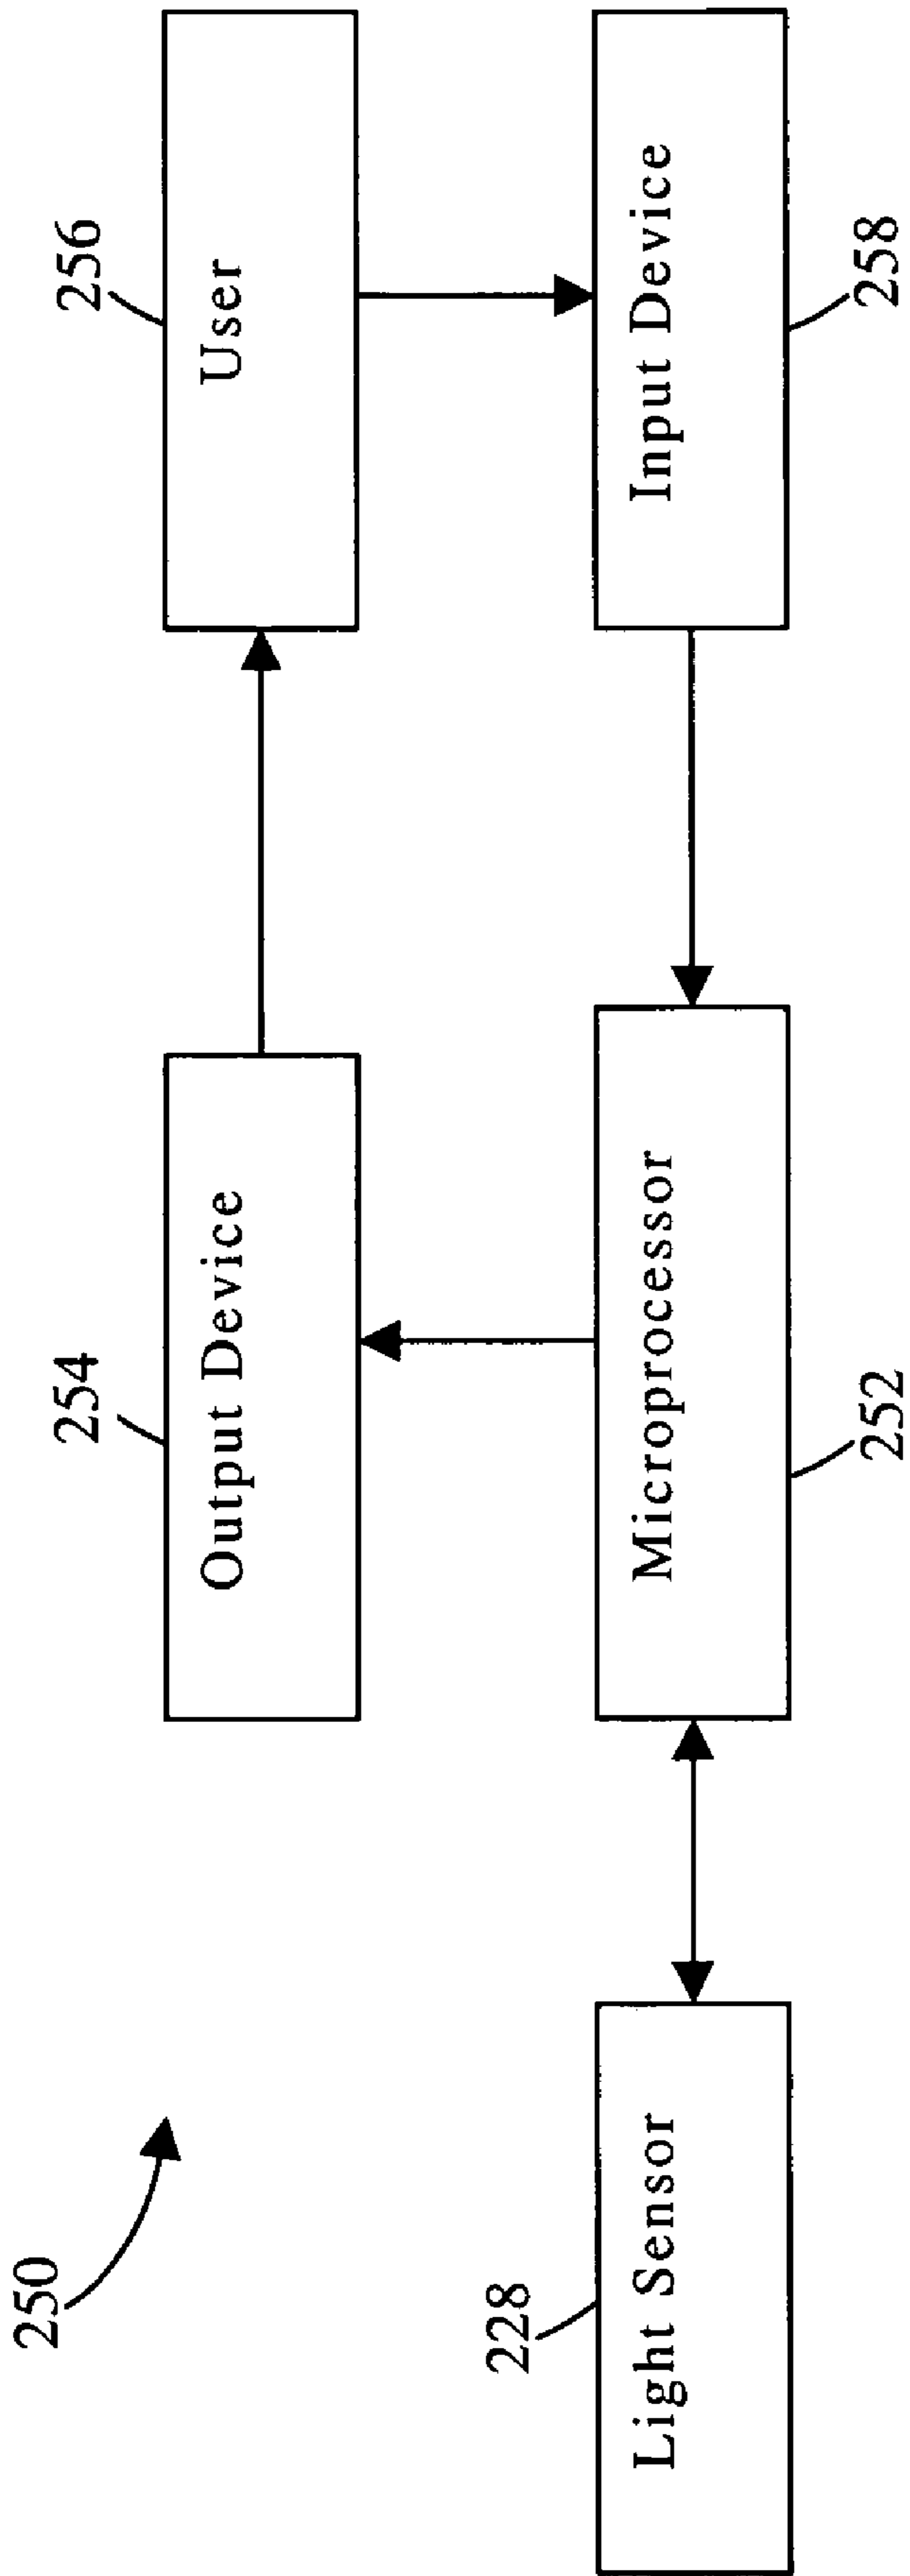 250
254
256
Output Device
User
228
Light Sensor
Microprocessor
Input Device
252
258